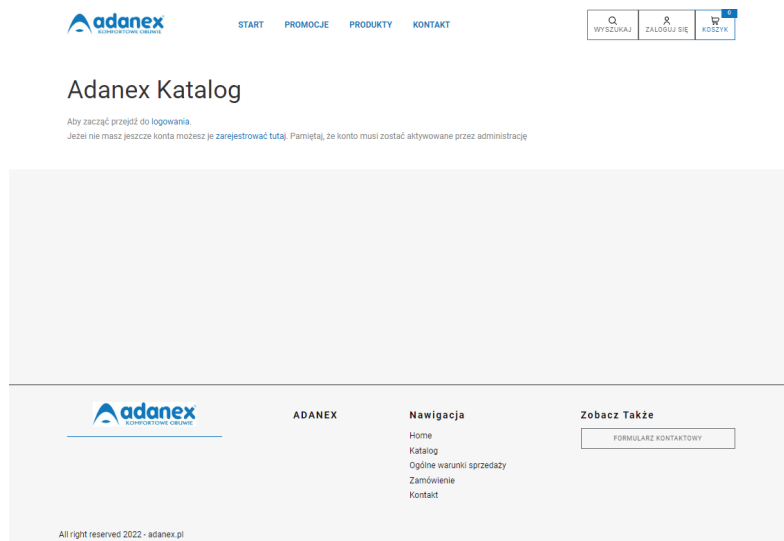 adanex
KOMFORTOWE OBUWIE
START PROMOCJE PRODUKTY KONTAKT
WYSZUKAJ
ZALOGUJ SIĘ
0
KOSZYK
Adanex Katalog
Aby zacząć przejdź do logowania.
Jeżei nie masz jeszcze konta możesz je zarejestrować tutaj. Pamiętaj, że konto musi zostać aktywowane przez administrację
adanex
KOMFORTOWE OBUWIE
ADANEX
Nawigacja
Home
Katalog
Ogólne warunki sprzedaży
Zamówienie
Kontakt
Zobacz Także
FORMULARZ KONTAKTOWY
All right reserved 2022 - adanex.pl